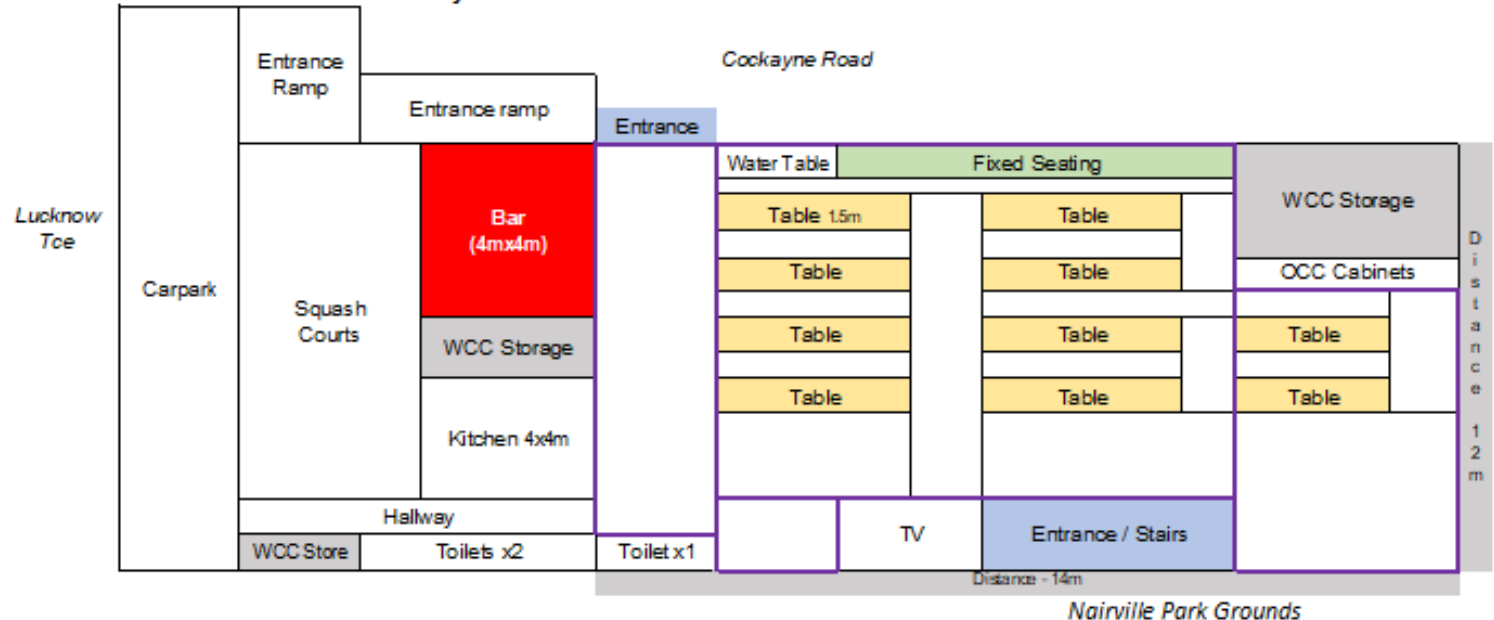 Cockayne Road
Entrance
Ramp
Entrance ramp
Entrance
Water Table
Fixed Seating
WCC Storage
Lucknow
Tce
Carpark
Squash
Courts
Bar
(4mx4m)
Table 1.5m
Table
Table
Table
OCC Cabinets
WCC Storage
Table
Table
Table
Kitchen 4x4m
Table
Table
Table
Hallway
WCC Store
Toilets x2
Toilet x1
TV
Entrance / Stairs
Distance 12m
Distance - 14m
Nairville Park Grounds